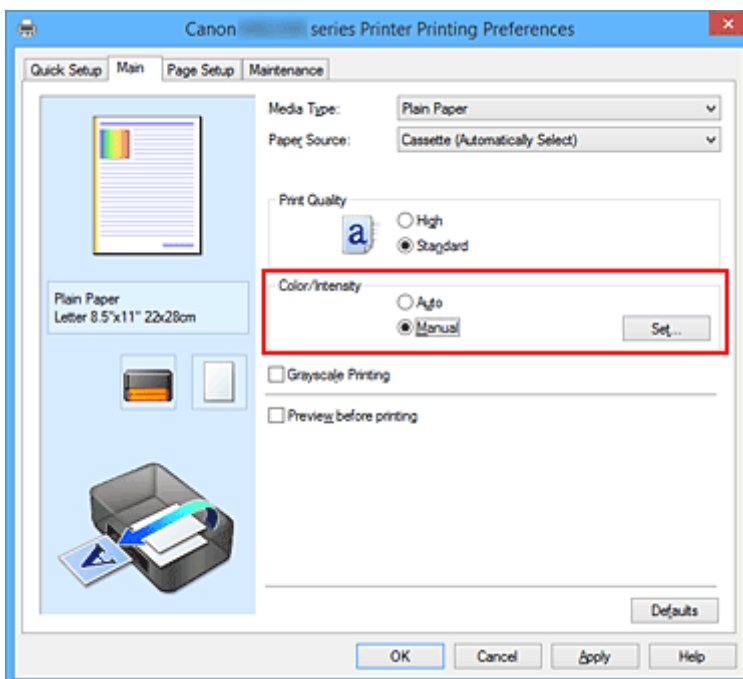 Canon series Printer Printing Preferences
Quick Setup Main Page Setup Maintenance
Media Type: Plain Paper
Paper Source: Cassette (Automatically Select)
Print Quality
a
High
Standard
Color/Intensity
Auto
Manual
Set...
Plain Paper
Letter 8.5"x11" 22x28cm
Grayscale Printing
Preview before printing
A
Defaults
OK Cancel Apply Help